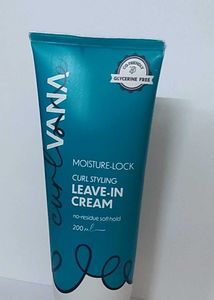 CG FRIENDLY
GLYCERINE FREE
curl
VANA
MOISTURE-LOCK
CURL STYLING
LEAVE-IN
CREAM
no-residue soft hold
200 ml